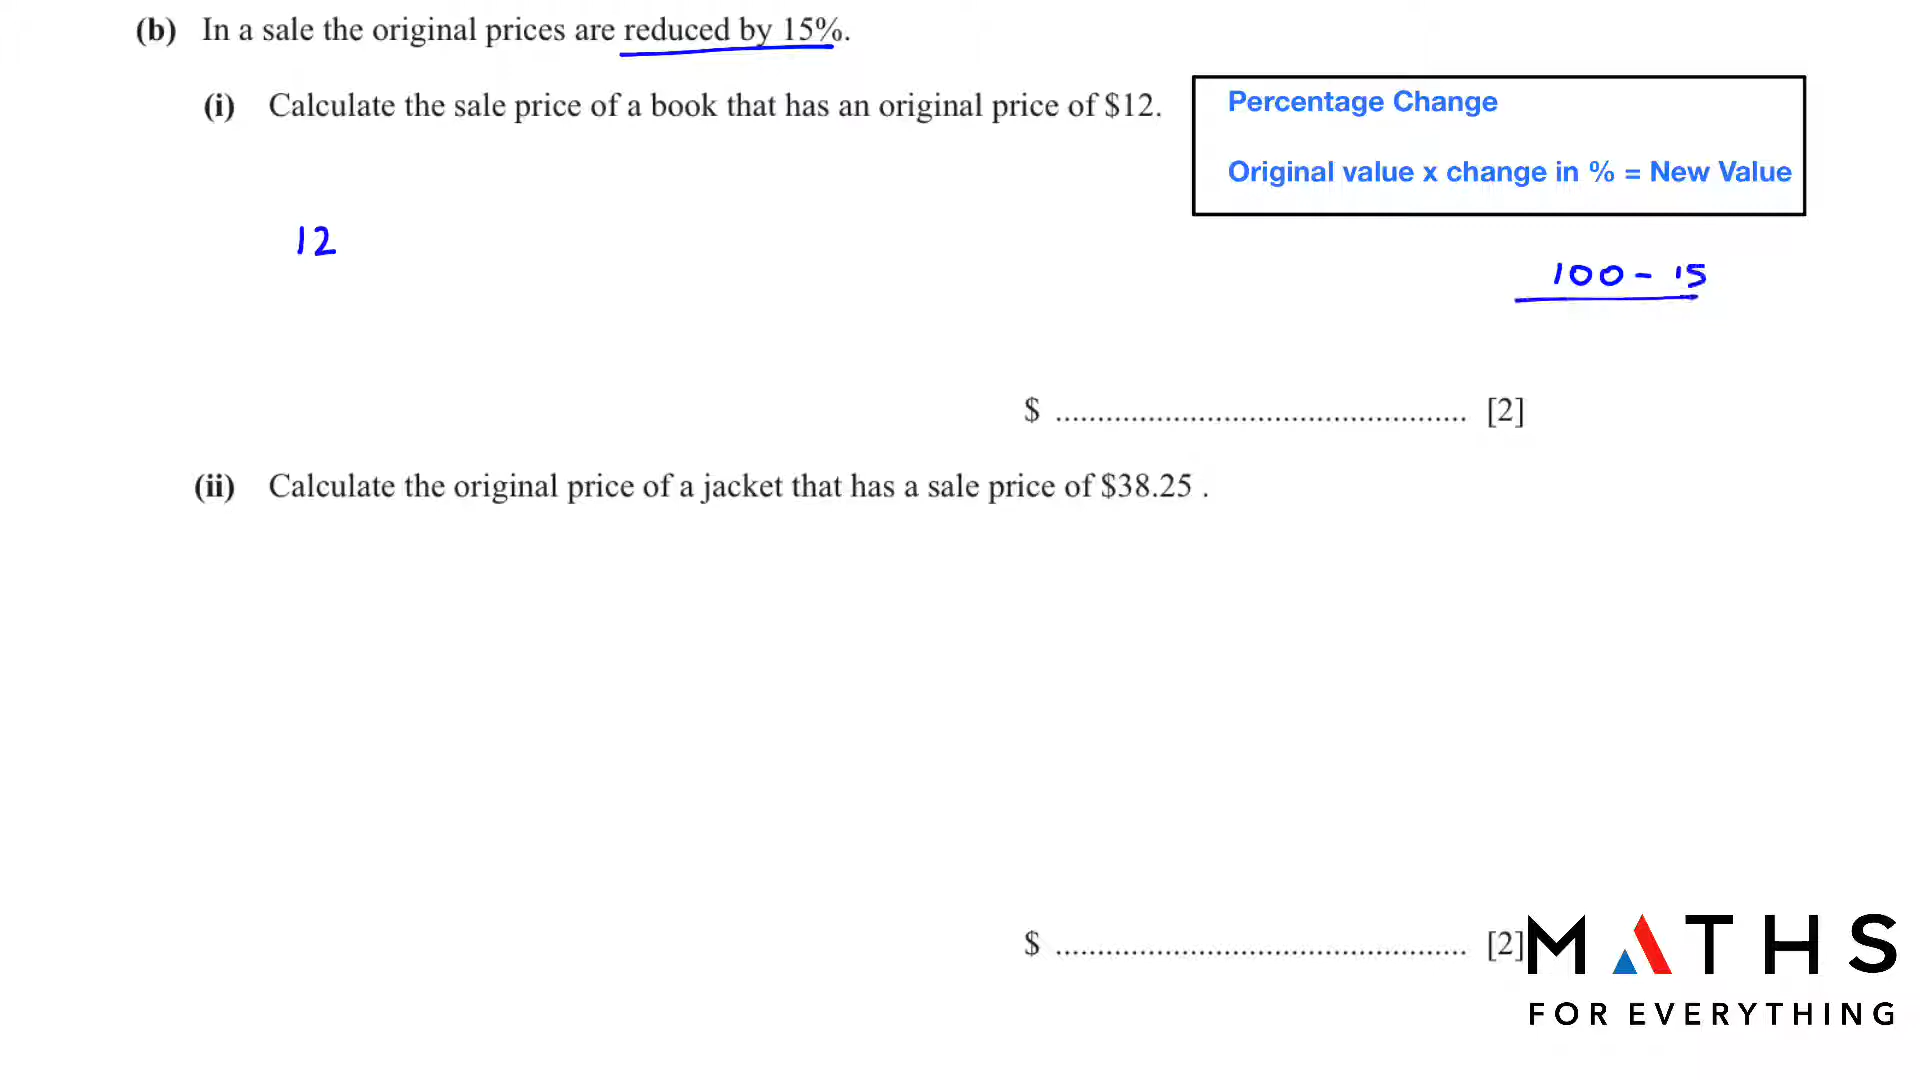 (b) In a sale the original prices are reduced by 15%.
(i) Calculate the sale price of a book that has an original price of $12.
Percentage Change
Original value x change in % = New Value
12
100 - 15
$ ................................................. [2]
(ii) Calculate the original price of a jacket that has a sale price of $38.25 .
$ ................................................. [2]
MATHS
FOR EVERYTHING